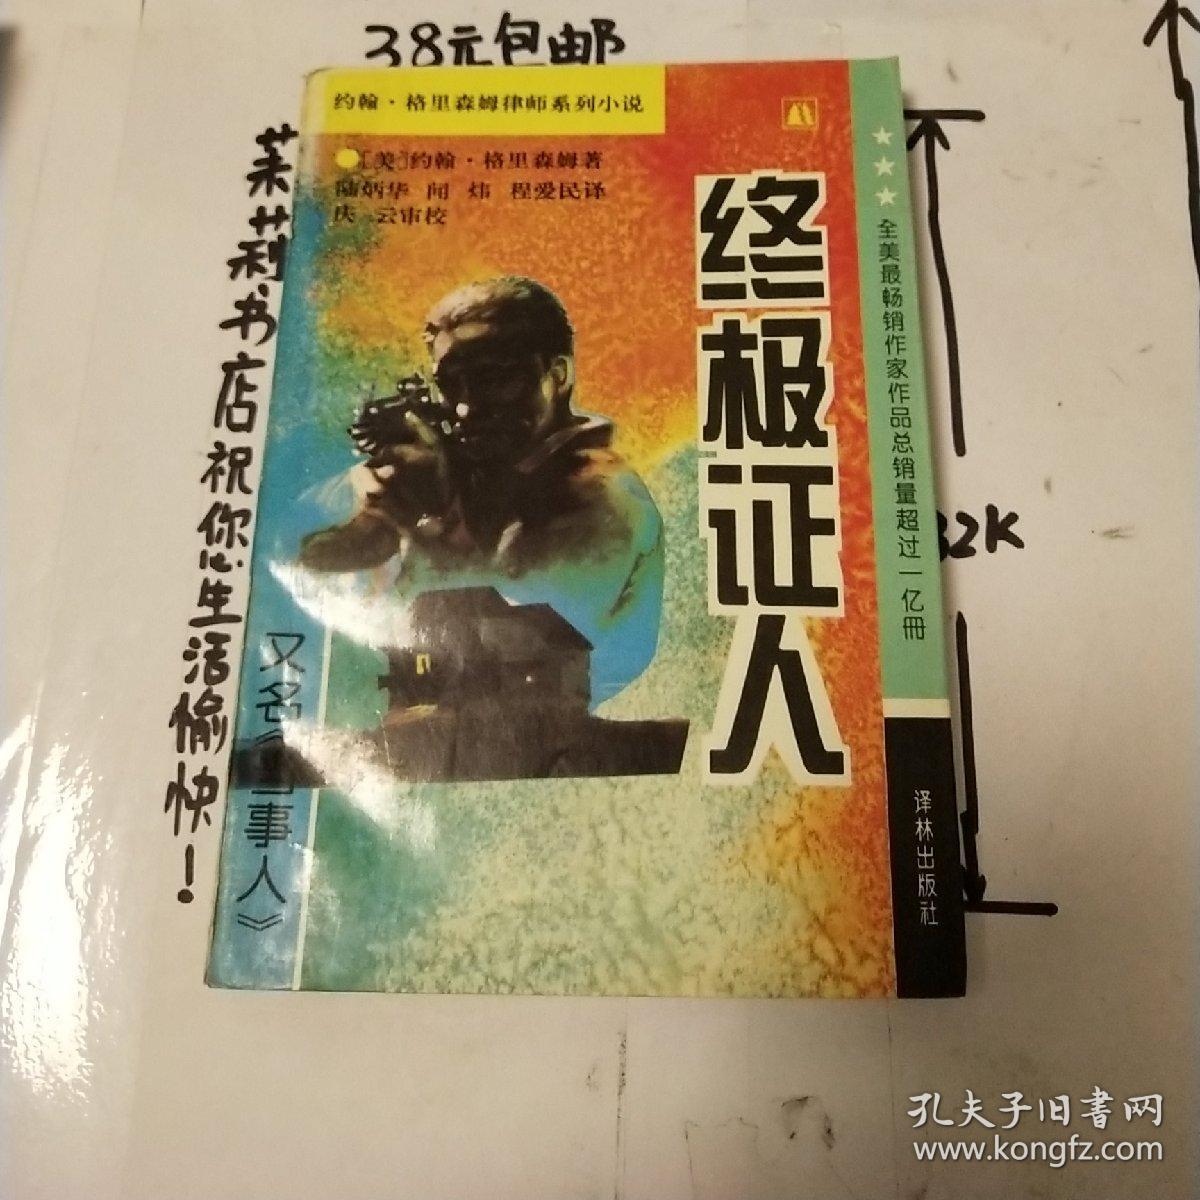 38元包邮
茉莉书店祝您生活愉快！
约翰·格里森姆律师系列小说
[美]约翰·格里森姆著
陆炳华 闻 炜 程爱民译
庆 云审校
终极证人
★★★全美最畅销作家作品总销量超过一亿冊
又名《当事人》
译林出版社
32K
孔夫子旧书网
www.kongfz.com